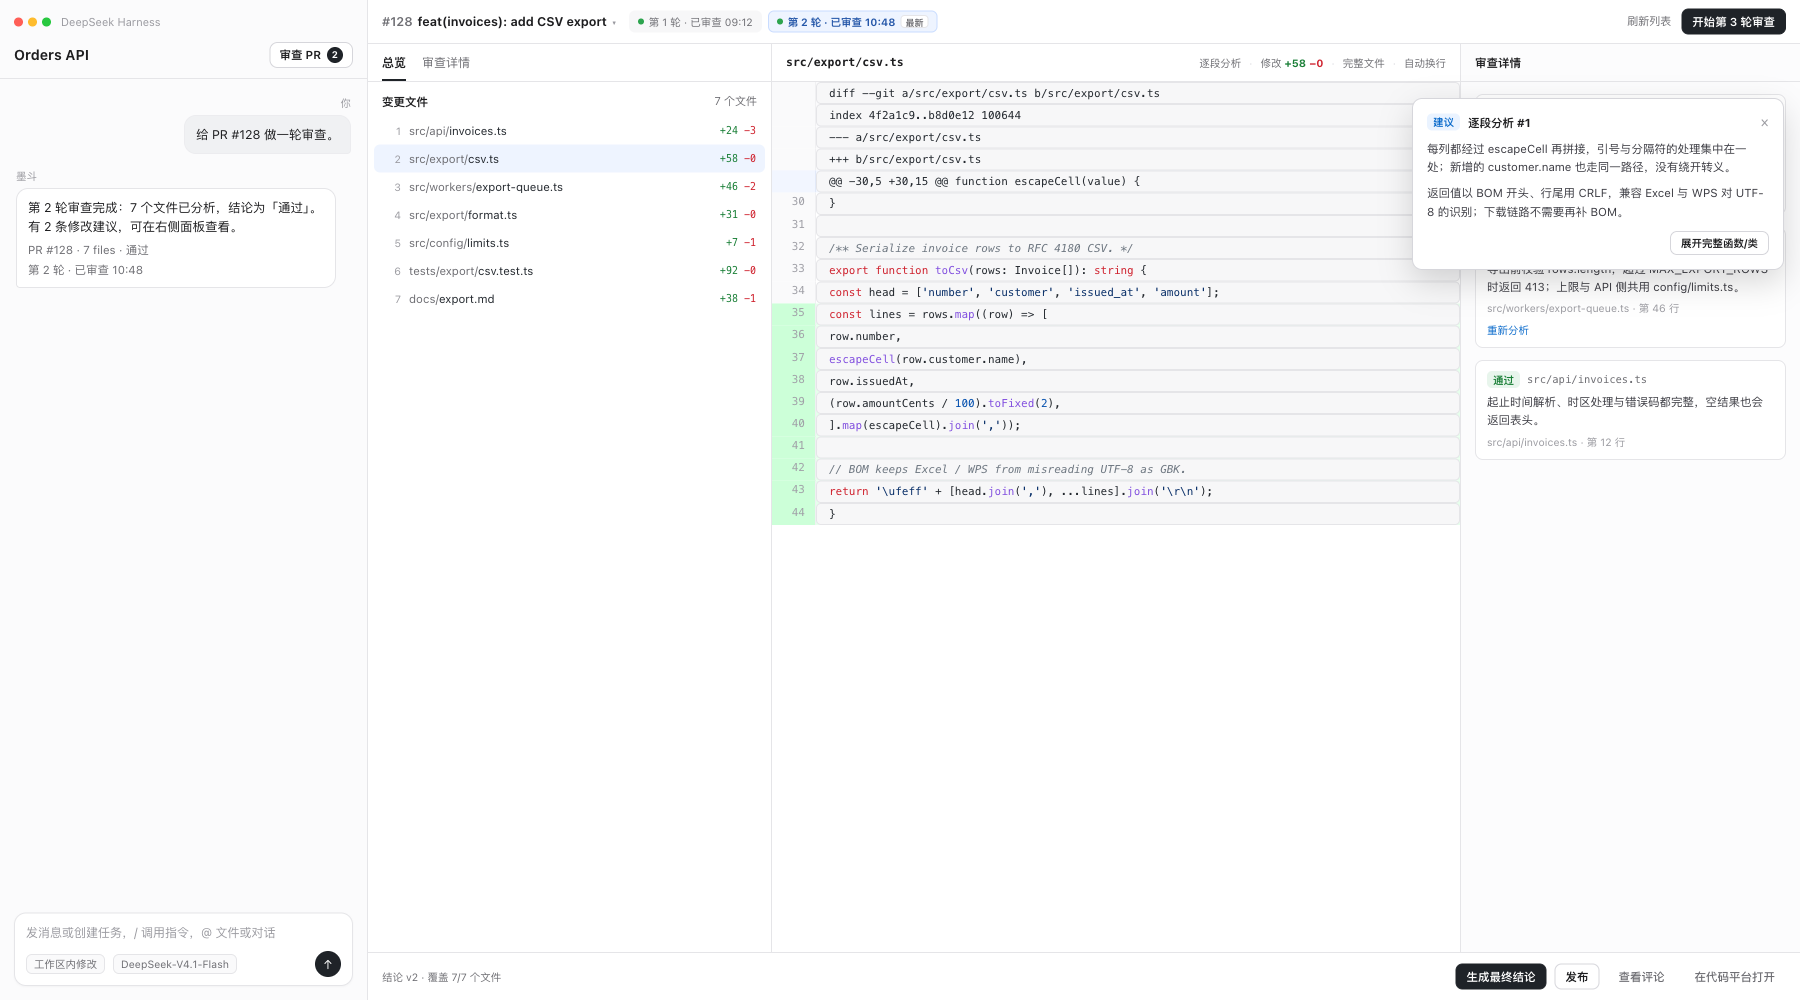 DeepSeek Harness
Orders API
审查 PR 2
你
给 PR #128 做一轮审查。
墨斗
第 2 轮审查完成：7 个文件已分析，结论为「通过」。
有 2 条修改建议，可在右侧面板查看。
PR #128 · 7 files · 通过
第 2 轮 · 已审查 10:48
发消息或创建任务，/ 调用指令，@ 文件或对话
工作区内修改
DeepSeek-V4.1-Flash
#128 feat(invoices): add CSV export
第 1 轮 · 已审查 09:12
第 2 轮 · 已审查 10:48 最新
刷新列表
开始第 3 轮审查
总览
审查详情
变更文件
7 个文件
1 src/api/invoices.ts +24 −3
2 src/export/csv.ts +58 −0
3 src/workers/export-queue.ts +46 −2
4 src/export/format.ts +31 −0
5 src/config/limits.ts +7 −1
6 tests/export/csv.test.ts +92 −0
7 docs/export.md +38 −1
src/export/csv.ts
逐段分析 · 修改 +58 −0 · 完整文件 · 自动换行
diff --git a/src/export/csv.ts b/src/export/csv.ts
index 4f2a1c9..b8d0e12 100644
--- a/src/export/csv.ts
+++ b/src/export/csv.ts
@@ -30,5 +30,15 @@ function escapeCell(value) {
30 }
31
32 /** Serialize invoice rows to RFC 4180 CSV. */
33 export function toCsv(rows: Invoice[]): string {
34 const head = ['number', 'customer', 'issued_at', 'amount'];
35 const lines = rows.map((row) => [
36 row.number,
37 escapeCell(row.customer.name),
38 row.issuedAt,
39 (row.amountCents / 100).toFixed(2),
40 ].map(escapeCell).join(','));
41
42 // BOM keeps Excel / WPS from misreading UTF-8 as GBK.
43 return '\ufeff' + [head.join(','), ...lines].join('\r\n');
44 }
审查详情
建议 逐段分析 #1 ×
每列都经过 escapeCell 再拼接，引号与分隔符的处理集中在一
处；新增的 customer.name 也走同一路径，没有绕开转义。
返回值以 BOM 开头、行尾用 CRLF，兼容 Excel 与 WPS 对 UTF-
8 的识别；下载链路不需要再补 BOM。
展开完整函数/类
导出前校验 rows.length，超过 MAX_EXPORT_ROWS
时返回 413；上限与 API 侧共用 config/limits.ts。
src/workers/export-queue.ts · 第 46 行
重新分析
通过 src/api/invoices.ts
起止时间解析、时区处理与错误码都完整，空结果也会
返回表头。
src/api/invoices.ts · 第 12 行
结论 v2 · 覆盖 7/7 个文件
生成最终结论
发布
查看评论
在代码平台打开